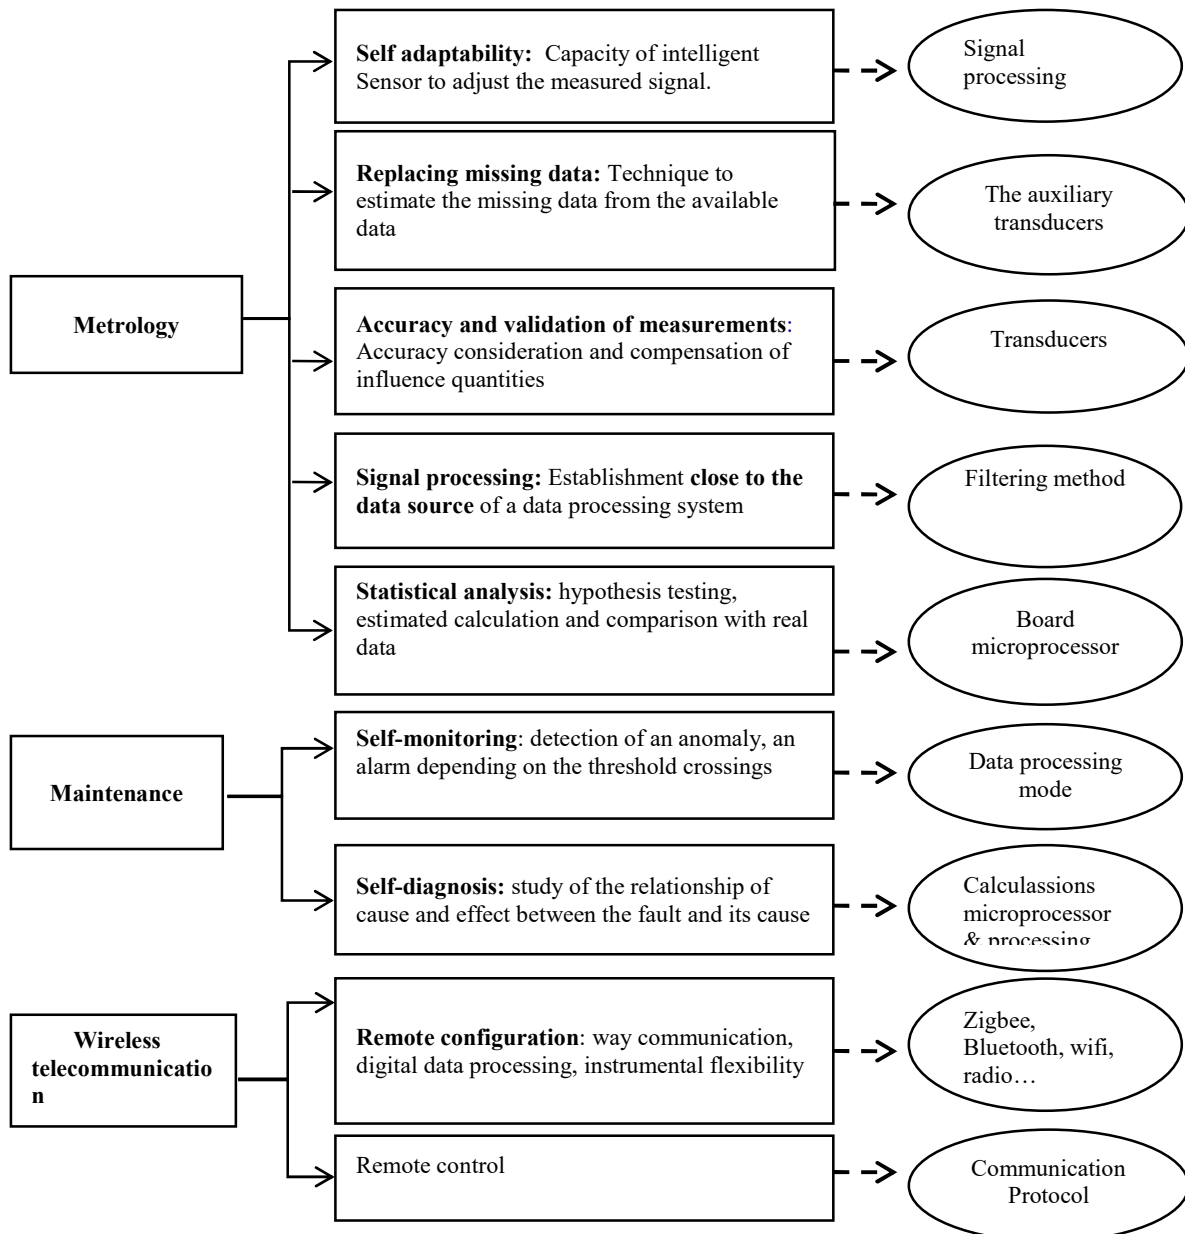 Self adaptability: Capacity of intelligent
Sensor to adjust the measured signal.
Signal
processing
Replacing missing data: Technique to
estimate the missing data from the available
data
The auxiliary
transducers
Metrology
Accuracy and validation of measurements:
Accuracy consideration and compensation of
influence quantities
Transducers
Signal processing: Establishment close to the
data source of a data processing system
Filtering method
Statistical analysis: hypothesis testing,
estimated calculation and comparison with real
data
Board
microprocessor
Maintenance
Self-monitoring: detection of an anomaly, an
alarm depending on the threshold crossings
Data processing
mode
Self-diagnosis: study of the relationship of
cause and effect between the fault and its cause
Calculassions
microprocessor
& processing
Wireless
telecommunicatio
n
Remote configuration: way communication,
digital data processing, instrumental flexibility
Zigbee,
Bluetooth, wifi,
radio…
Remote control
Communication
Protocol